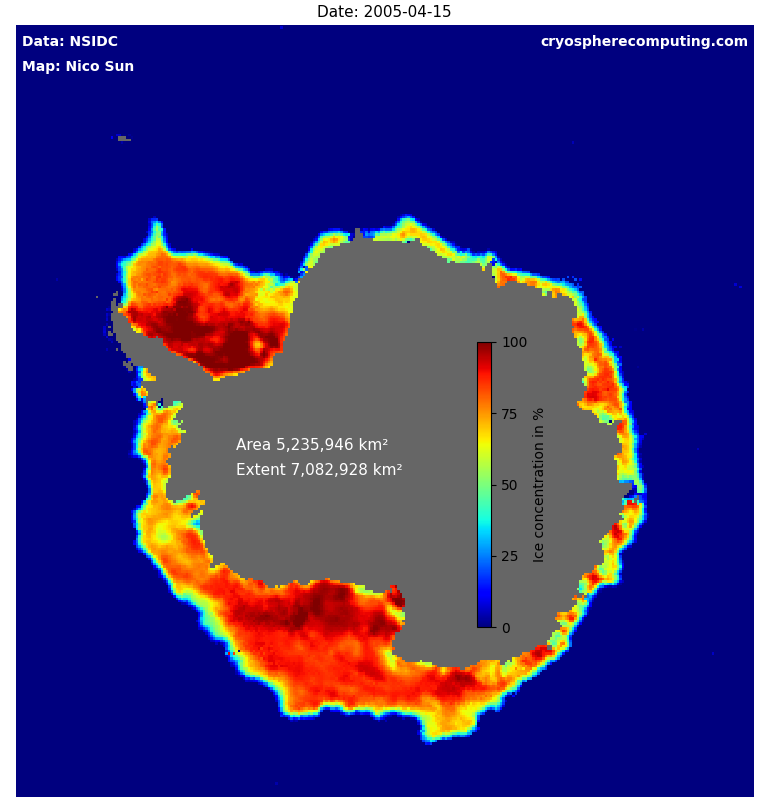 Date: 2005-04-15
Data: NSIDC
cryospherecomputing.com
Map: Nico Sun
100
75
50
25
0
Ice concentration in %
Area 5,235,946 km²
Extent 7,082,928 km²